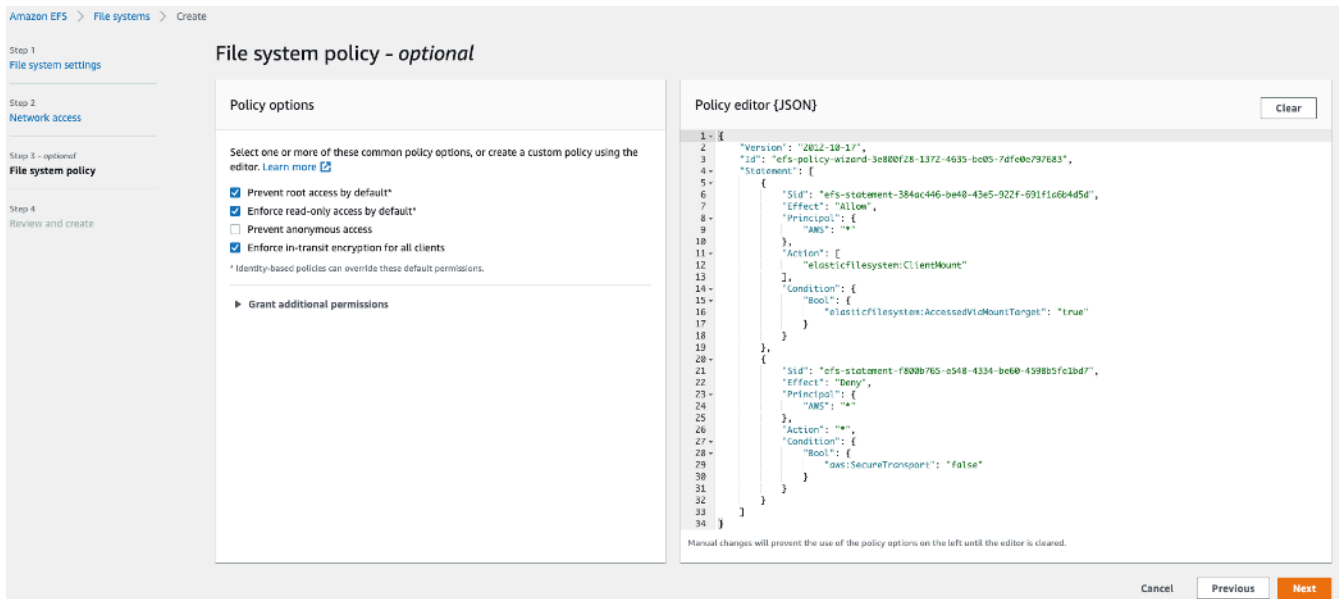 Amazon EFS > File systems > Create
Step 1
File system settings
Step 2
Network access
Step 3 - optional
File system policy
Step 4
Review and create
File system policy - optional
Policy options
Select one or more of these common policy options, or create a custom policy using the
editor. Learn more
Prevent root access by default*
Enforce read-only access by default*
Prevent anonymous access
Enforce in-transit encryption for all clients
* Identity-based policies can override these default permissions.
Grant additional permissions
Policy editor {JSON}
Clear
1 {
2 "Version": "2012-10-17",
3 "Id": "efs-policy-wizard-3e800f28-1372-4635-be05-7dfe0e797683",
4 "Statement": [
5 {
6 "Sid": "efs-statement-384ac446-be40-43e5-922f-691f1a6b4d5d",
7 "Effect": "Allow",
8 "Principal": {
9 "AWS": "*"
10 },
11 "Action": [
12 "elasticfilesystem:ClientMount"
13 ],
14 "Condition": {
15 "Bool": {
16 "elasticfilesystem:AccessedViaMountTarget": "true"
17 }
18 }
19 },
20 {
21 "Sid": "efs-statement-f800b765-e548-4334-be60-4598b5fe1bd7",
22 "Effect": "Deny",
23 "Principal": {
24 "AWS": "*"
25 },
26 "Action": "*",
27 "Condition": {
28 "Bool": {
29 "aws:SecureTransport": "false"
30 }
31 }
32 }
33 ]
34 }
Manual changes will prevent the use of the policy options on the left until the editor is cleared.
Cancel
Previous
Next